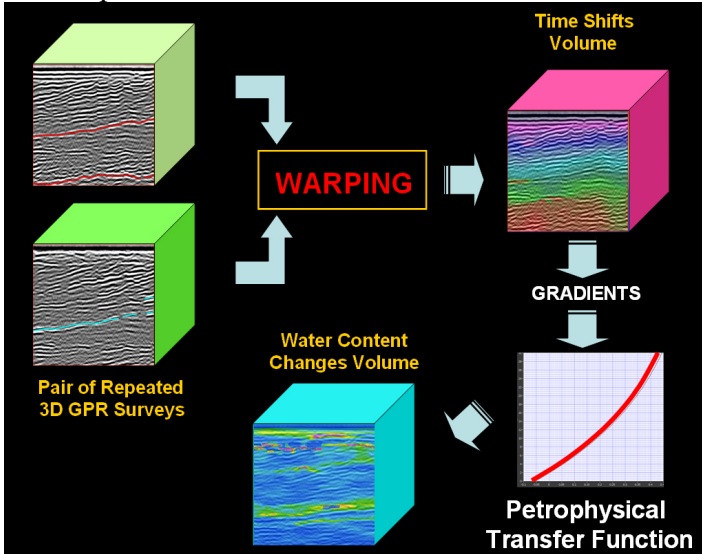 Time Shifts
Volume
WARPING
GRADIENTS
Water Content
Changes Volume
Pair of Repeated
3D GPR Surveys
Petrophysical
Transfer Function